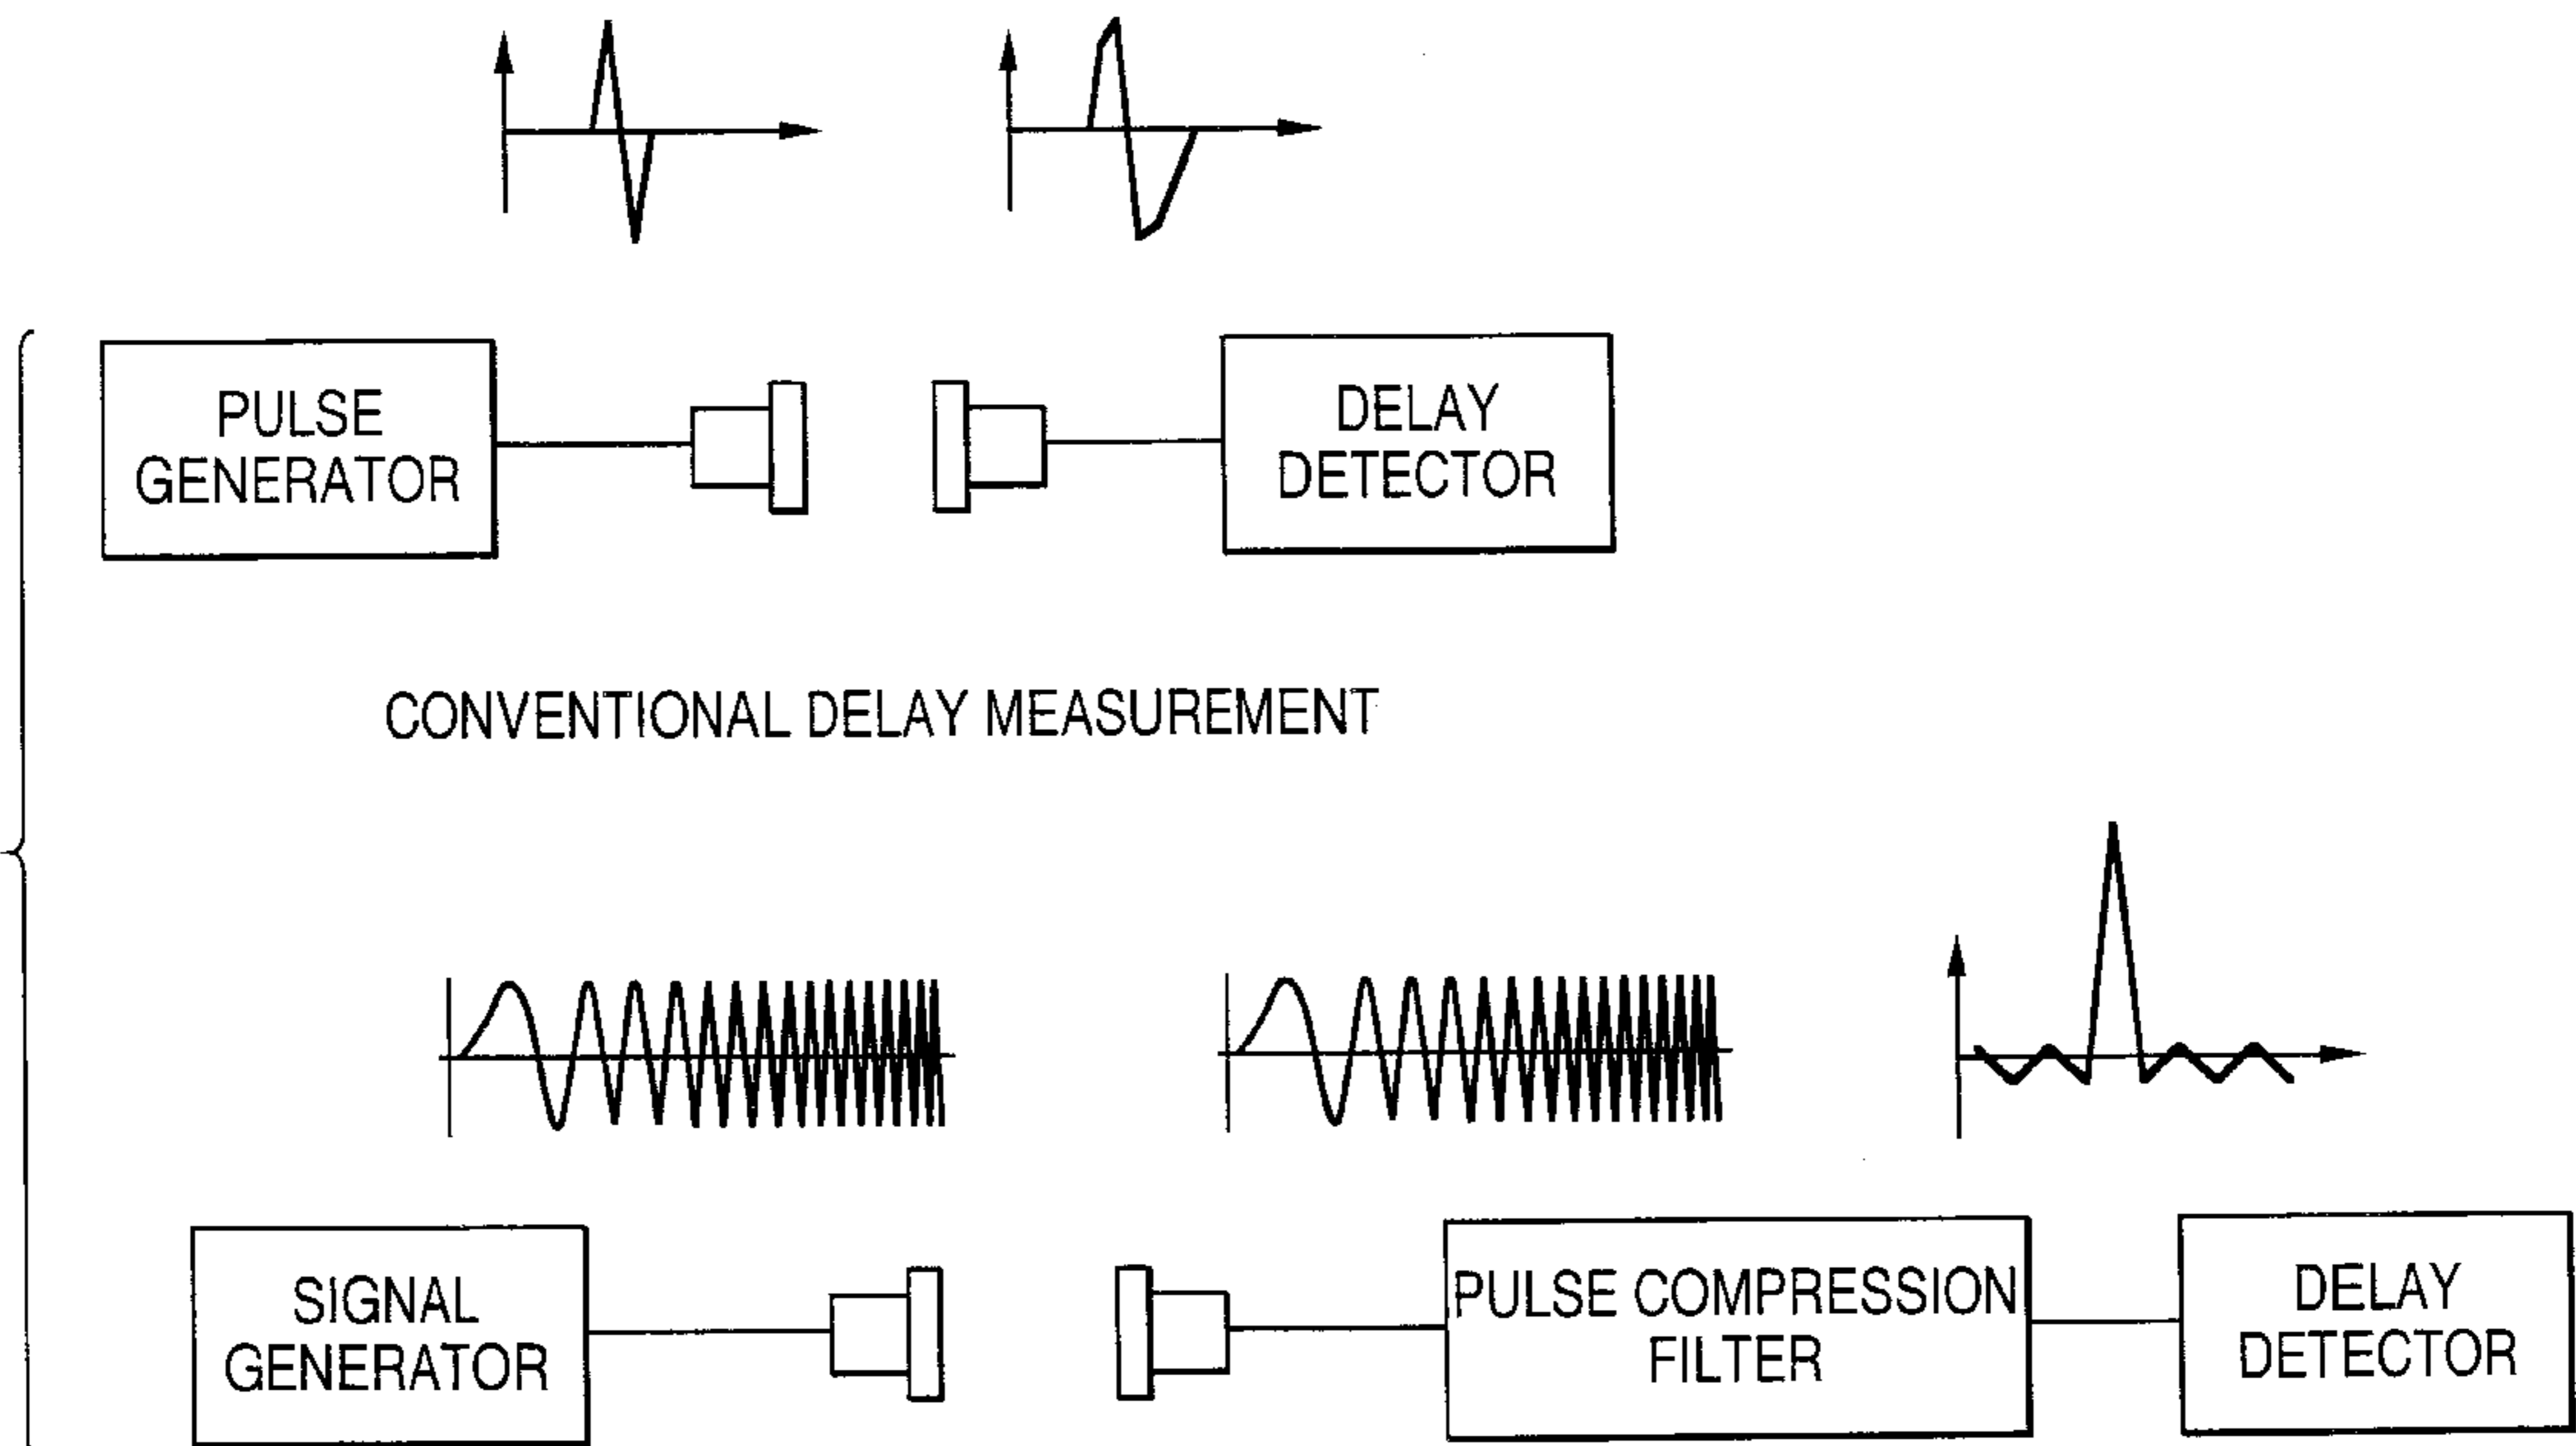 PULSE
GENERATOR
DELAY
DETECTOR
CONVENTIONAL DELAY MEASUREMENT
SIGNAL
GENERATOR
PULSE COMPRESSION
FILTER
DELAY
DETECTOR